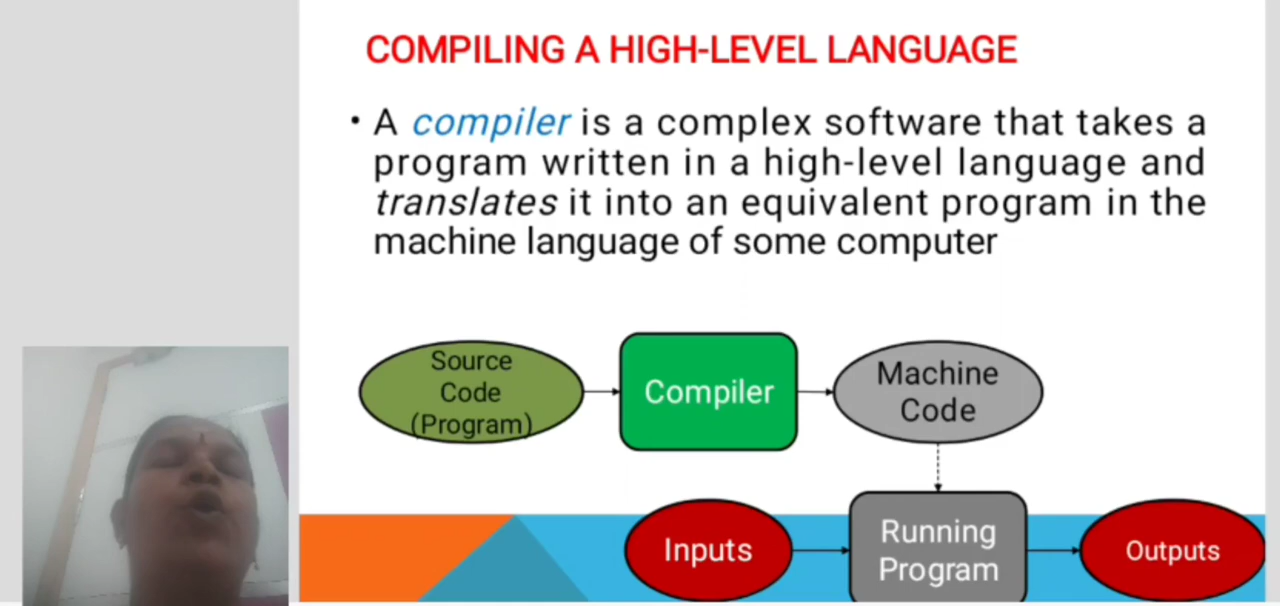 COMPILING A HIGH-LEVEL LANGUAGE
• A compiler is a complex software that takes a
program written in a high-level language and
translates it into an equivalent program in the
machine language of some computer
Source
Code
(Program)
Compiler
Machine
Code
Inputs
Running
Program
Outputs